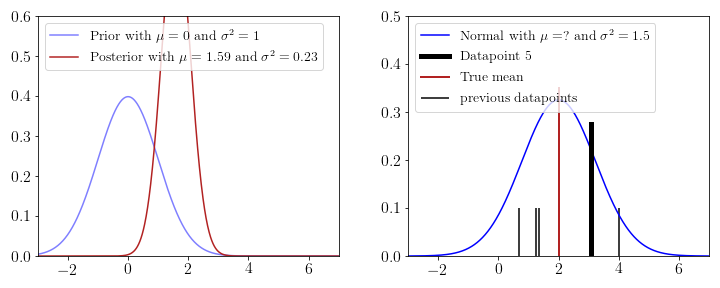 0.6
0.5
0.4
0.3
0.2
0.1
0.0
−2 0 2 4 6
Prior with μ = 0 and σ² = 1
Posterior with μ = 1.59 and σ² = 0.23
0.5
0.4
0.3
0.2
0.1
0.0
−2 0 2 4 6
Normal with μ =? and σ² = 1.5
Datapoint 5
True mean
previous datapoints